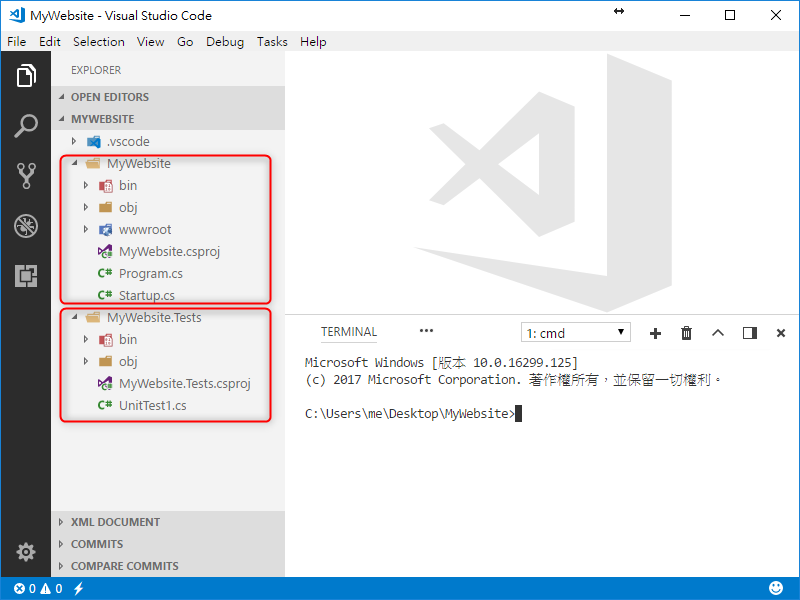 MyWebsite - Visual Studio Code
File Edit Selection View Go Debug Tasks Help
EXPLORER
OPEN EDITORS
MYWEBSITE
.vscode
MyWebsite
bin
obj
wwwroot
MyWebsite.csproj
C# Program.cs
C# Startup.cs
MyWebsite.Tests
bin
obj
MyWebsite.Tests.csproj
C# UnitTest1.cs
XML DOCUMENT
COMMITS
COMPARE COMMITS
TERMINAL ••• 1: cmd
Microsoft Windows [版本 10.0.16299.125]
(c) 2017 Microsoft Corporation. 著作權所有，並保留一切權利。
C:\Users\me\Desktop\MyWebsite>
0 0